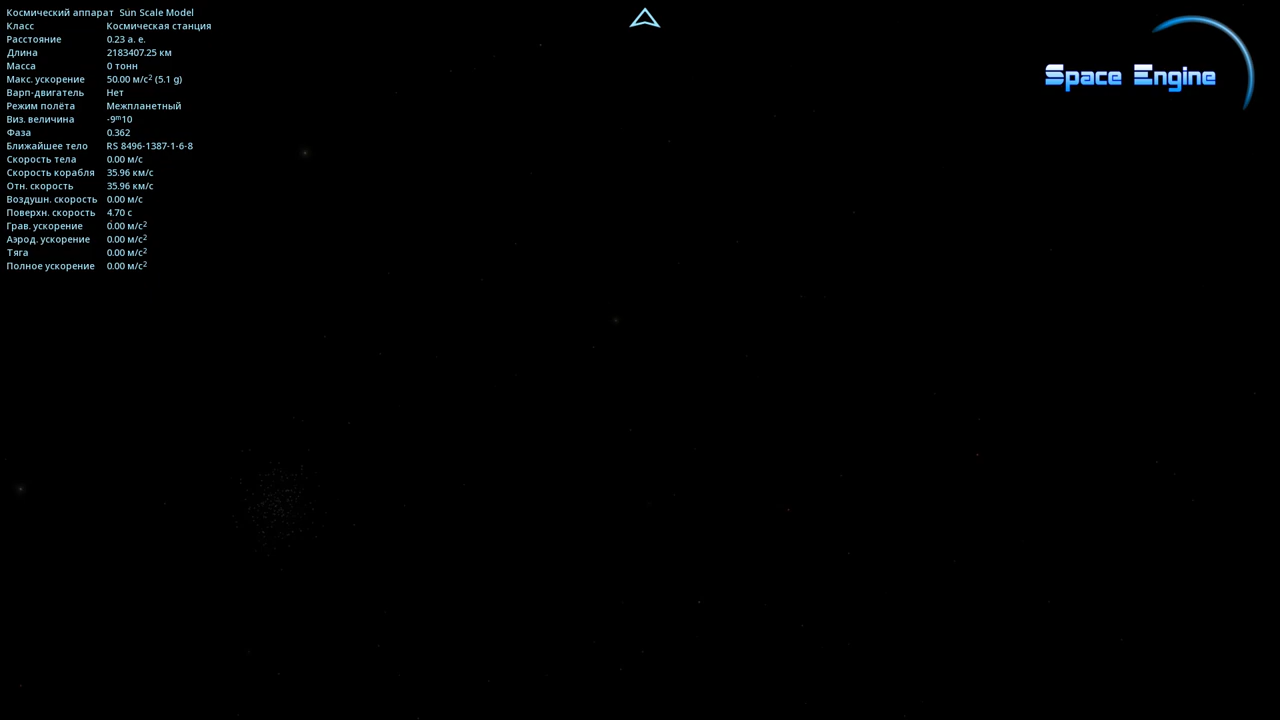 Космический аппарат Sun Scale Model
Класс Космическая станция
Расстояние 0.23 а. е.
Длина 2183407.25 км
Масса 0 тонн
Макс. ускорение 50.00 м/с² (5.1 g)
Варп-двигатель Нет
Режим полёта Межпланетный
Виз. величина -9ᵐ10
Фаза 0.362
Ближайшее тело RS 8496-1387-1-6-8
Скорость тела 0.00 м/с
Скорость корабля 35.96 км/с
Отн. скорость 35.96 км/с
Воздушн. скорость 0.00 м/с
Поверхн. скорость 4.70 c
Грав. ускорение 0.00 м/с²
Аэрод. ускорение 0.00 м/с²
Тяга 0.00 м/с²
Полное ускорение 0.00 м/с²
Space Engine